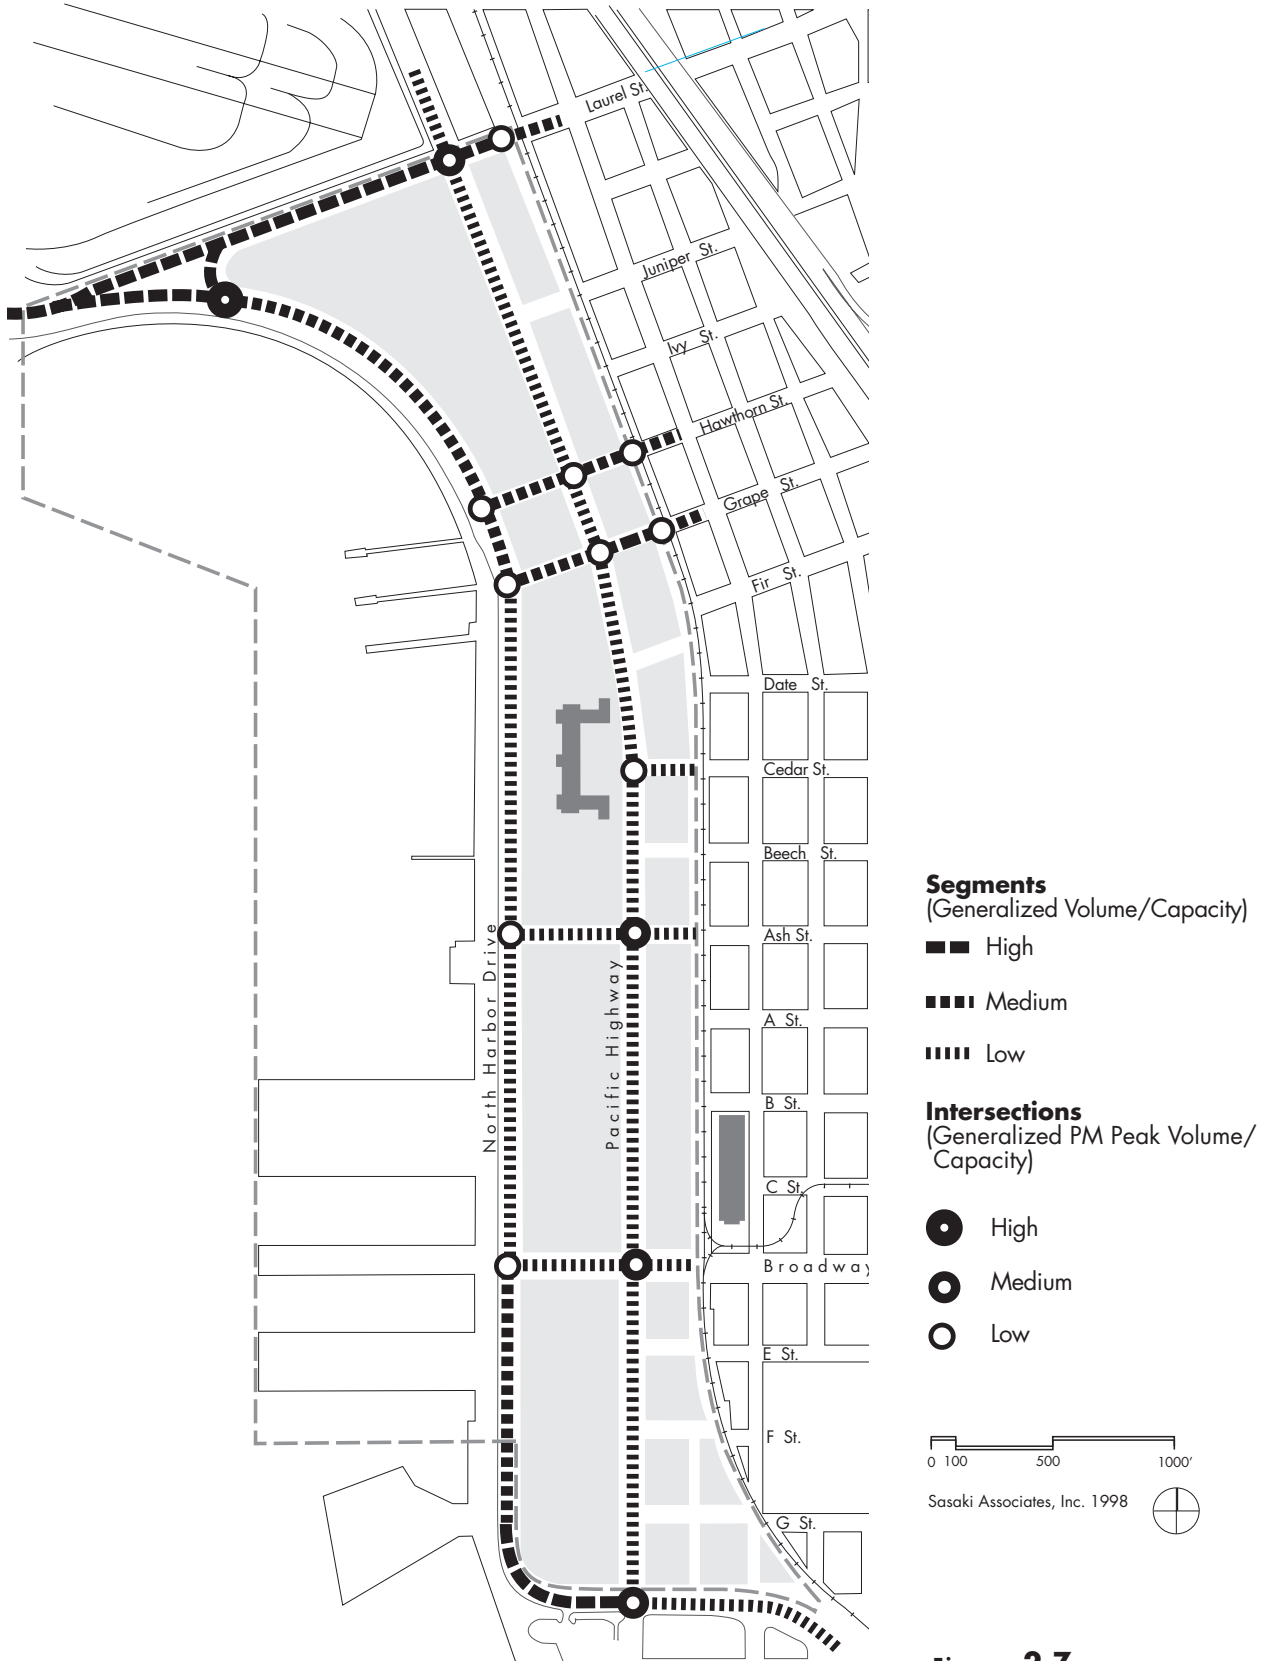 Laurel St.
Juniper St.
Ivy St.
Hawthorn St.
Grape St.
Fir St.
Date St.
Cedar St.
Beech St.
Ash St.
North Harbor Drive
Pacific Highway
A St.
B St.
C St.
Broadway
E St.
F St.
G St.
Segments
(Generalized Volume/Capacity)
High
Medium
Low
Intersections
(Generalized PM Peak Volume/
Capacity)
High
Medium
Low
0 100 500 1000'
Sasaki Associates, Inc. 1998